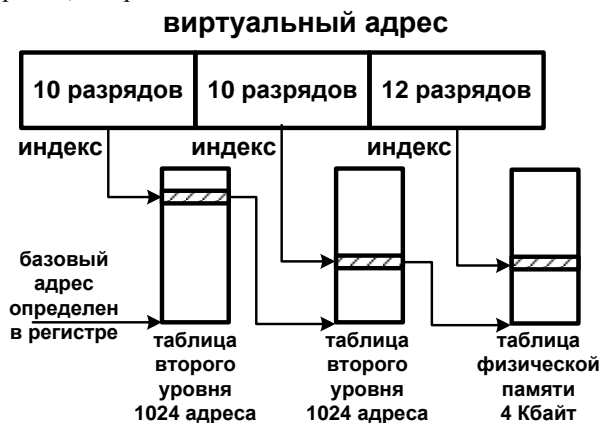 виртуальный адрес
10 разрядов 10 разрядов 12 разрядов
индекс индекс индекс
базовый
адрес
определен
в регистре
таблица
второго
уровня
1024 адреса
таблица
второго
уровня
1024 адреса
таблица
физической
памяти
4 Кбайт